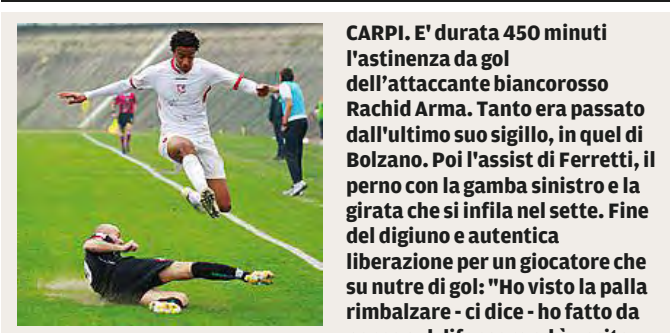 CARPI. E' durata 450 minuti
l'astinenza da gol
dell’attaccante biancorosso
Rachid Arma. Tanto era passato
dall'ultimo suo sigillo, in quel di
Bolzano. Poi l'assist di Ferretti, il
perno con la gamba sinistro e la
girata che si infila nel sette. Fine
del digiuno e autentica
liberazione per un giocatore che
su nutre di gol: "Ho visto la palla
rimbalzare - ci dice - ho fatto da